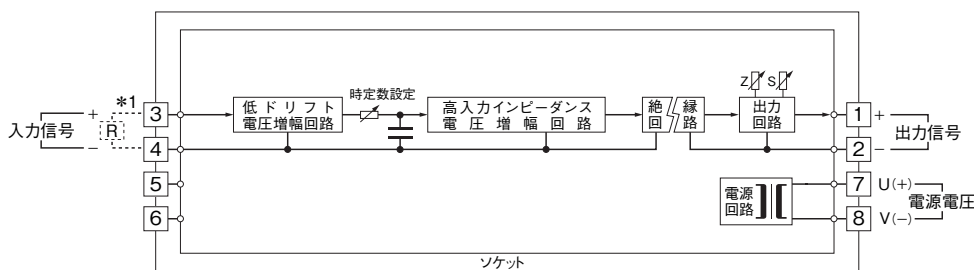 入力信号
+
−
*1
R
3
4
5
6
低ドリフト
電圧増幅回路
時定数設定
高入力インピーダンス
電圧増幅回路
絶縁
回路
Z
S
出力
回路
1
+
2
−
出力信号
電源
回路
7
U(+)
8
V(−)
電源電圧
ソケット